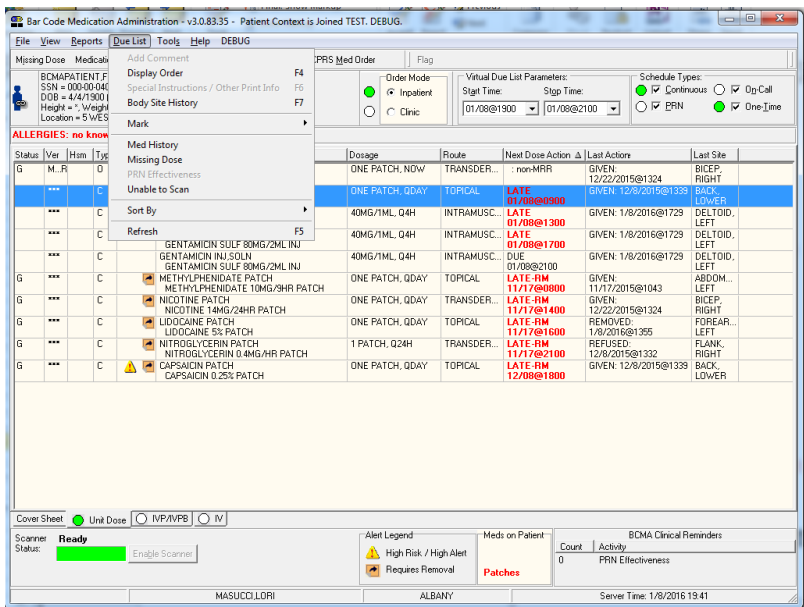 Bar Code Medication Administration - v3.0.83.35 - Patient Context is Joined TEST. DEBUG.
File View Reports Due List Tools Help DEBUG
Missing Dose Medicati CPRS Med Order Flag
BCMAPATIENT,F
SSN = 000-00-040
DOB = 4/4/1900 (
Height = *, Weight
Location = 5 WES
Order Mode
Inpatient
Clinic
Virtual Due List Parameters:
Start Time: Stop Time:
01/08@1900 01/08@2100
Schedule Types:
Continuous On-Call
PRN One-Time
ALLERGIES: no know
Add Comment
Display Order F4
Special Instructions / Other Print Info F6
Body Site History F7
Mark
Med History
Missing Dose
PRN Effectiveness
Unable to Scan
Sort By
Refresh F5
Status Ver Hsm Typ Dosage Route Next Dose Action Last Action Last Site
G M...R O ONE PATCH, NOW TRANSDER... : non-MRR GIVEN: BICEP,
12/22/2015@1324 RIGHT
*** C ONE PATCH, QDAY TOPICAL LATE GIVEN: 12/8/2015@1339 BACK,
01/08@0900 LOWER
*** C 40MG/1ML, Q4H INTRAMUSC... LATE GIVEN: 1/8/2016@1729 DELTOID,
01/08@1300 LEFT
*** C 40MG/1ML, Q4H INTRAMUSC... LATE GIVEN: 1/8/2016@1729 DELTOID,
GENTAMICIN SULF 80MG/2ML INJ 01/08@1700 LEFT
*** C GENTAMICIN INJ,SOLN 40MG/1ML, Q4H INTRAMUSC... DUE GIVEN: 1/8/2016@1729 DELTOID,
GENTAMICIN SULF 80MG/2ML INJ 01/08@2100 LEFT
G *** C METHYLPHENIDATE PATCH ONE PATCH, QDAY TOPICAL LATE-RM GIVEN: ABDOM...
METHYLPHENIDATE 10MG/9HR PATCH 11/17@0800 11/17/2015@1043 LEFT
G *** C NICOTINE PATCH ONE PATCH, QDAY TRANSDER... LATE-RM GIVEN: BICEP,
NICOTINE 14MG/24HR PATCH 11/17@1400 12/22/2015@1324 RIGHT
G *** C LIDOCAINE PATCH ONE PATCH, QDAY TOPICAL LATE-RM REMOVED: FOREAR...
LIDOCAINE 5% PATCH 11/17@1600 1/8/2016@1355 LEFT
G *** C NITROGLYCERIN PATCH 1 PATCH, Q24H TRANSDER... LATE-RM REFUSED: FLANK,
NITROGLYCERIN 0.4MG/HR PATCH 11/17@2100 12/8/2015@1332 RIGHT
G *** C CAPSAICIN PATCH ONE PATCH, QDAY TOPICAL LATE-RM GIVEN: 12/8/2015@1339 BACK,
CAPSAICIN 0.25% PATCH 12/08@1800 LOWER
Cover Sheet Unit Dose IVP/IVPB IV
Scanner Ready
Status:
Enable Scanner
Alert Legend
High Risk / High Alert
Requires Removal
Meds on Patient
Patches
BCMA Clinical Reminders
Count Activity
0 PRN Effectiveness
MASUCCI,LORI ALBANY Server Time: 1/8/2016 19:41